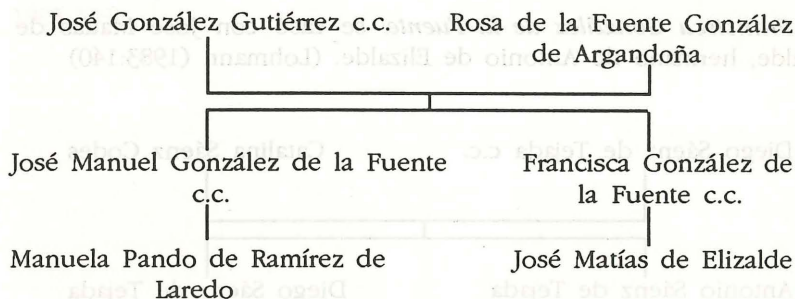 José González Gutiérrez c.c. Rosa de la Fuente González
de Argandoña
José Manuel González de la Fuente
c.c.
Francisca González de
la Fuente c.c.
Manuela Pando de Ramírez de
Laredo
José Matías de Elizalde